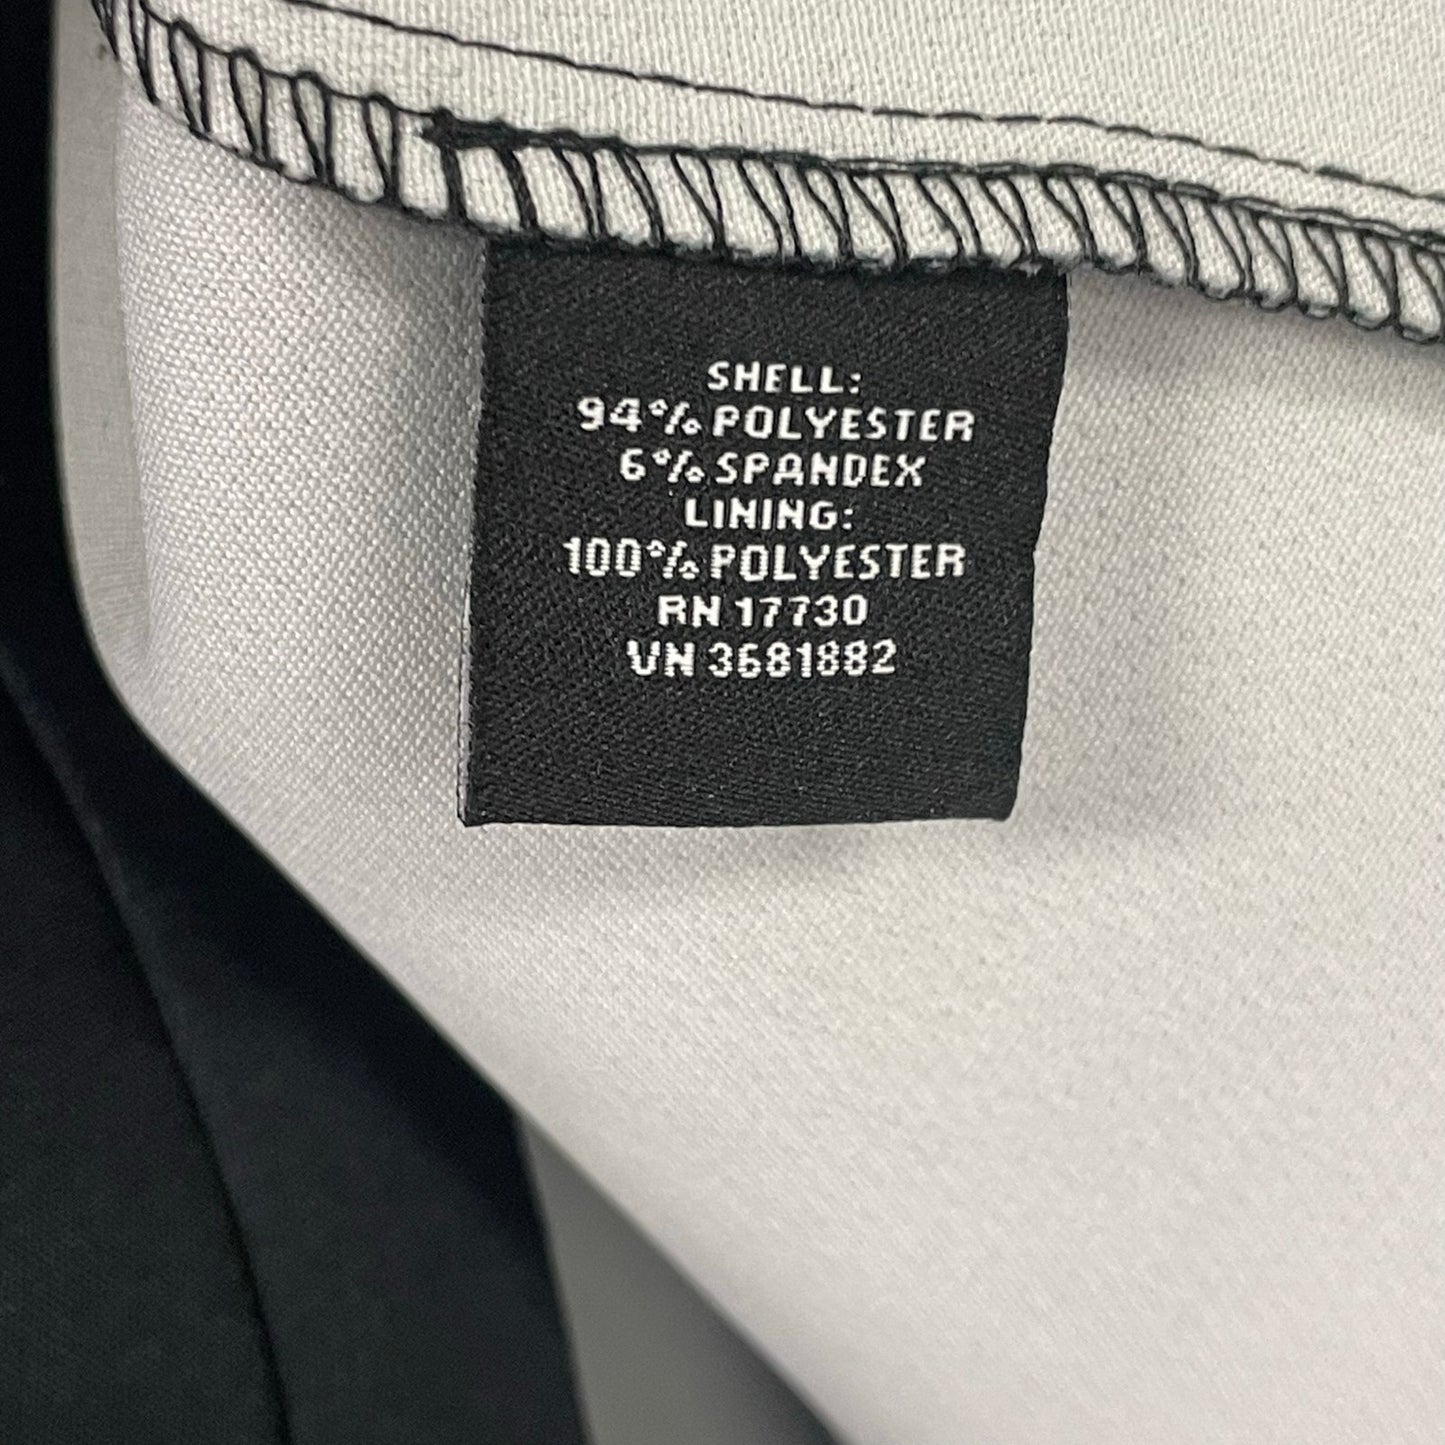 SHELL:
94% POLYESTER
6% SPANDEX
LINING:
100% POLYESTER
RN 17730
VN 3681882